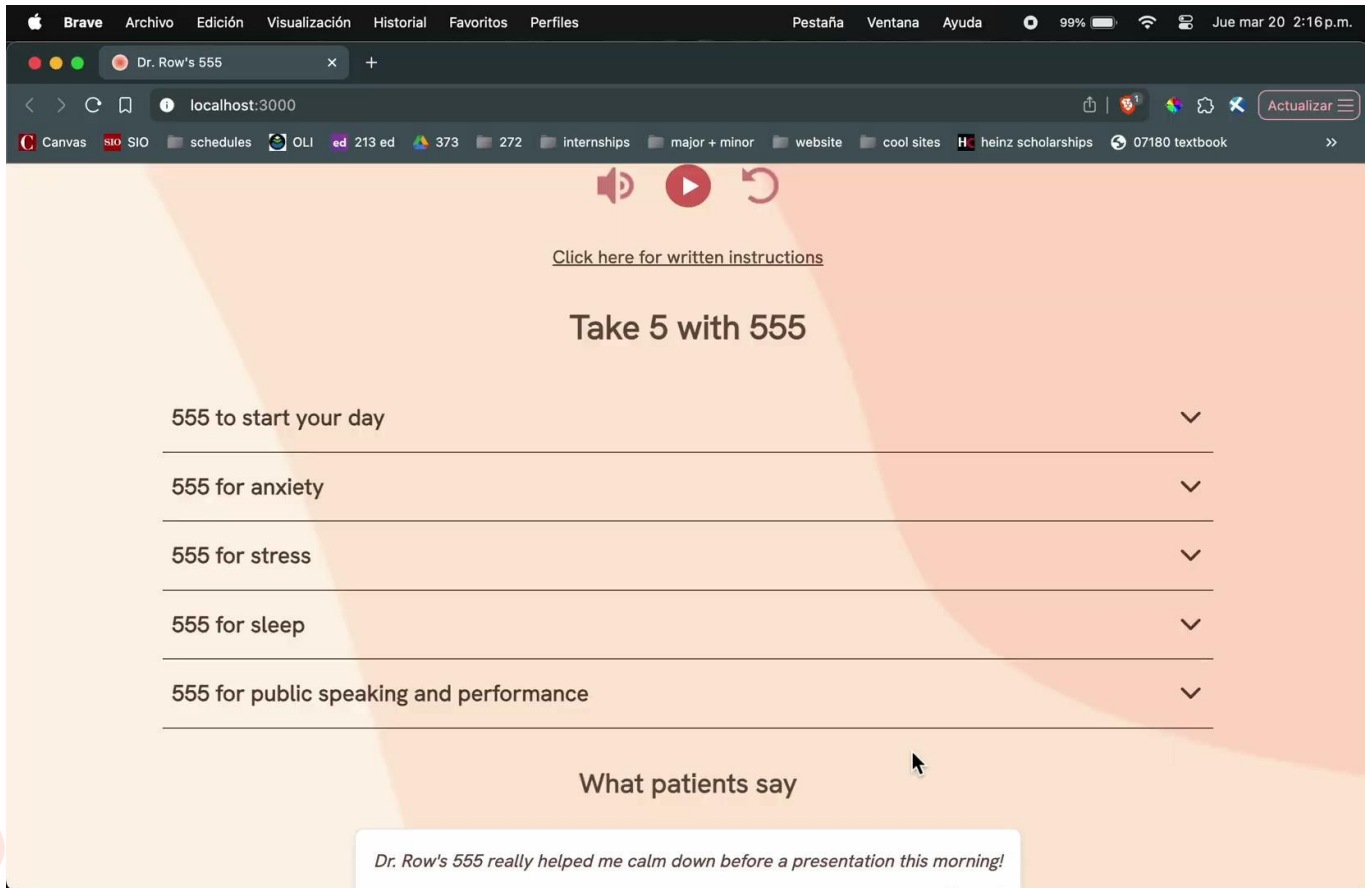 Brave Archivo Edición Visualización Historial Favoritos Perfiles Pestaña Ventana Ayuda 99% Jue mar 20 2:16 p.m.
Dr. Row's 555
localhost:3000 1 Actualizar
C Canvas SIO SIO schedules OLI ed 213 ed 373 272 internships major + minor website cool sites H heinz scholarships 07180 textbook »
Click here for written instructions
Take 5 with 555
555 to start your day
555 for anxiety
555 for stress
555 for sleep
555 for public speaking and performance
What patients say
Dr. Row's 555 really helped me calm down before a presentation this morning!